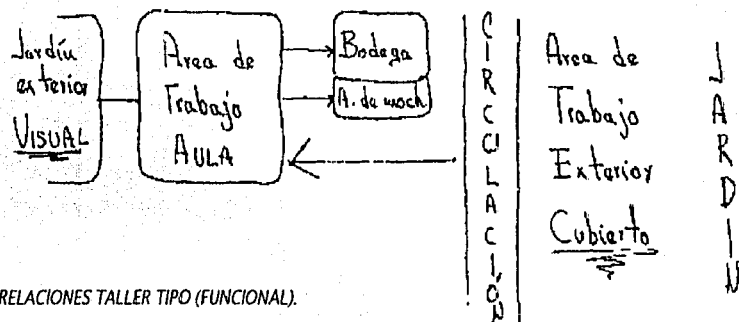 Jardín
exterior
VISUAL
Area de
Trabajo
AULA
Bodega
A. de moch.
CIRCULACIÓN
Area de
Trabajo
Exterior
Cubierto
JARDIN
RELACIONES TALLER TIPO (FUNCIONAL).